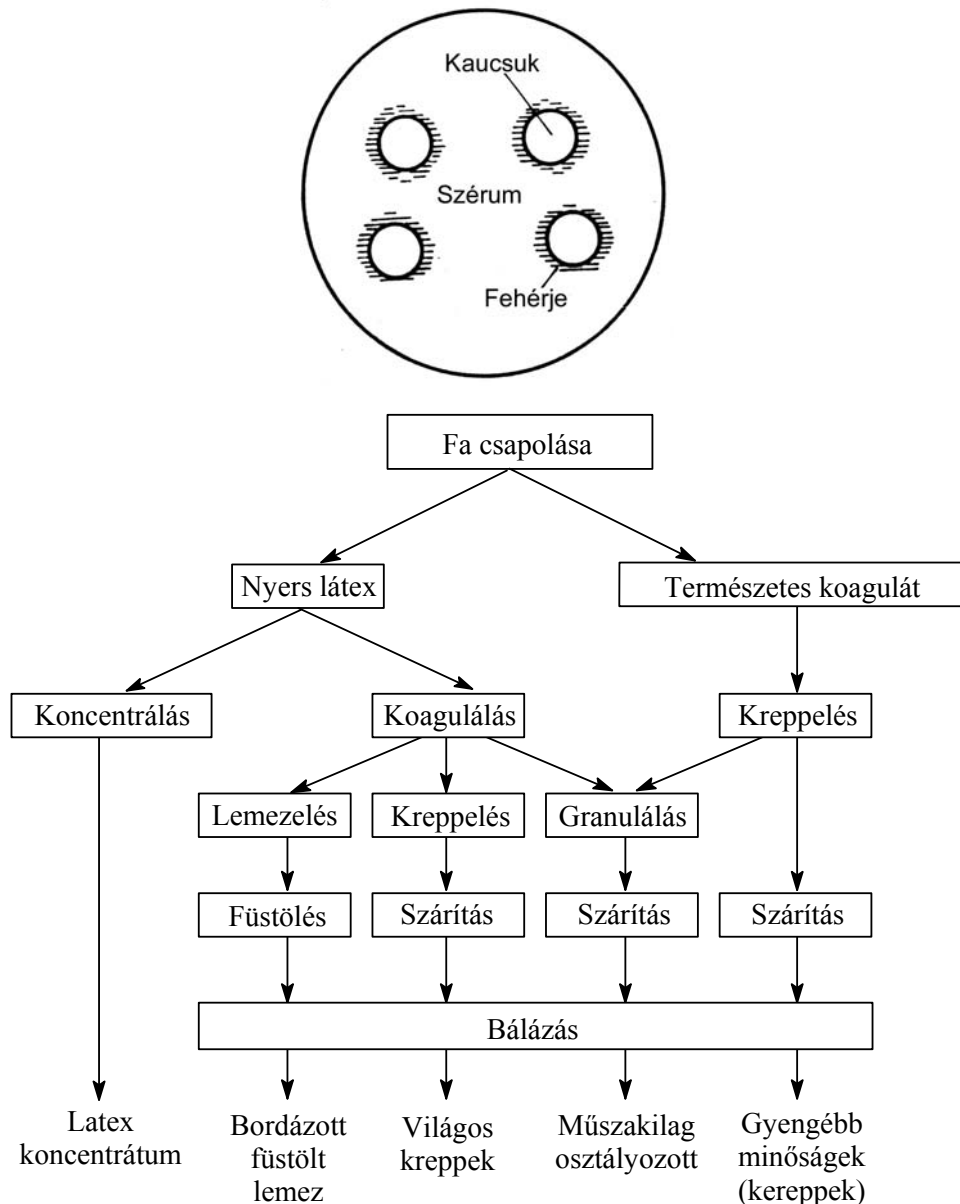 Kaucsuk
Szérum
Fehérje
Fa csapolása
Nyers látex
Természetes koagulát
Koncentrálás
Koagulálás
Kreppelés
Lemezelés
Kreppelés
Granulálás
Füstölés
Szárítás
Szárítás
Szárítás
Bálázás
Latex
koncentrátum
Bordázott
füstölt
lemez
Világos
kreppek
Műszakilag
osztályozott
Gyengébb
minőságek
(kereppek)